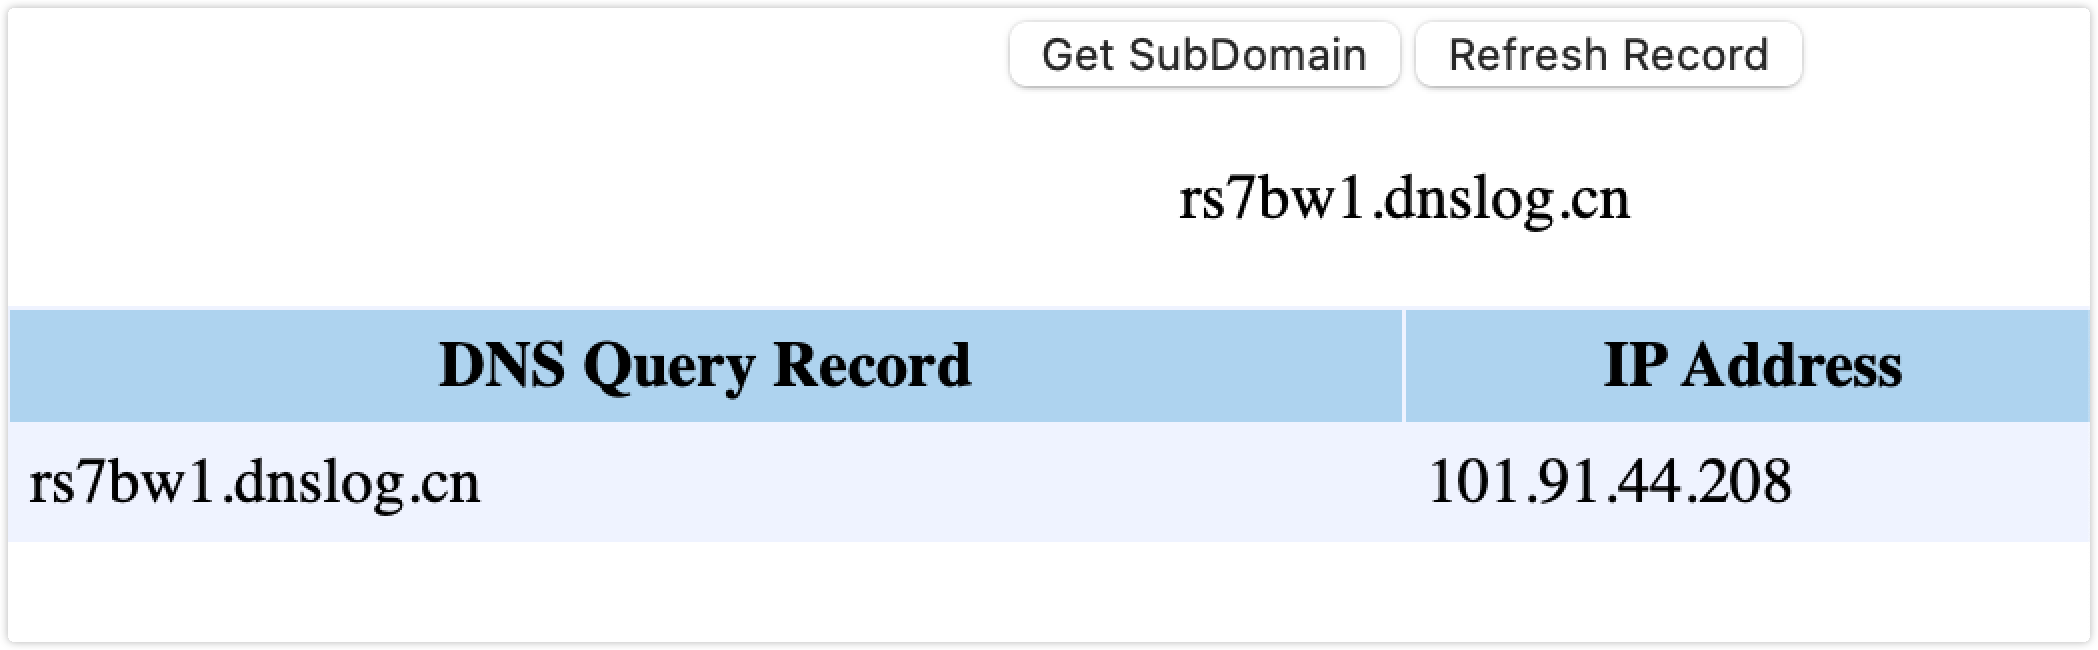 Get SubDomain Refresh Record
rs7bw1.dnslog.cn
DNS Query Record IP Address
rs7bw1.dnslog.cn 101.91.44.208